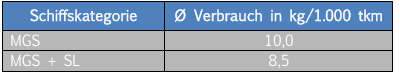 Schiffskategorie Ø Verbrauch in kg/1.000 tkm
MGS 10,0
MGS + SL 8,5